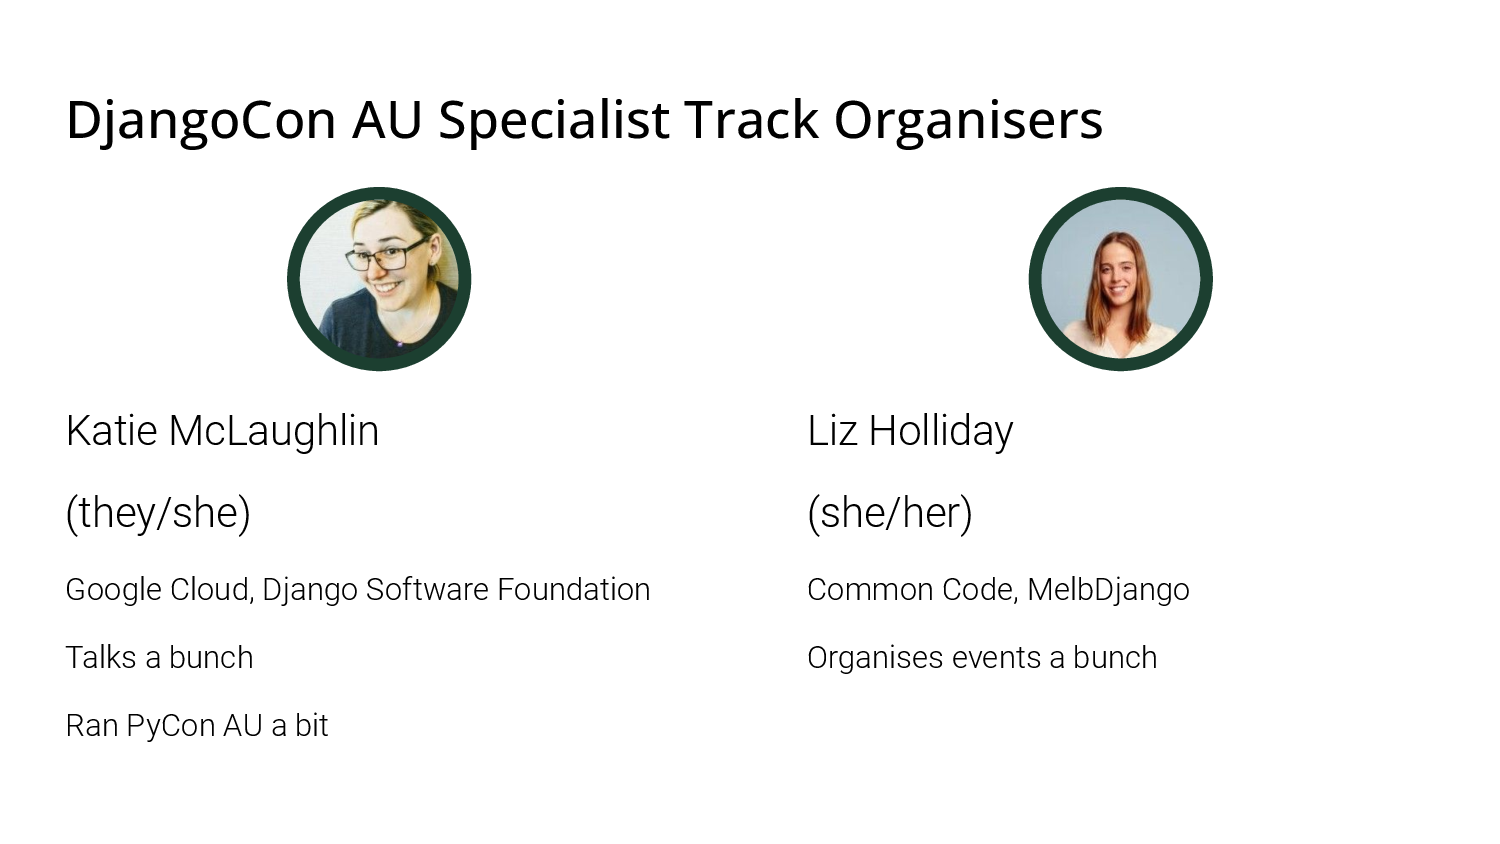 DjangoCon AU Specialist Track Organisers
Katie McLaughlin
(they/she)
Google Cloud, Django Software Foundation
Talks a bunch
Ran PyCon AU a bit
Liz Holliday
(she/her)
Common Code, MelbDjango
Organises events a bunch